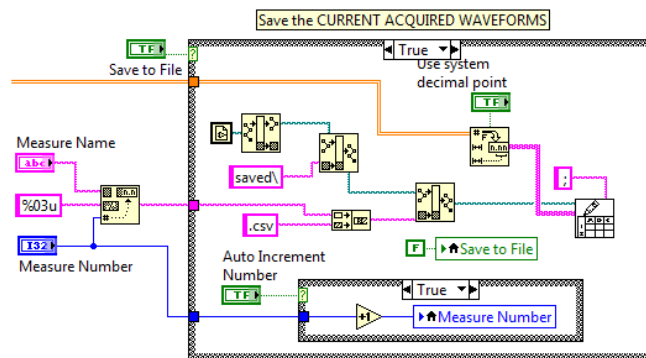 Save the CURRENT ACQUIRED WAVEFORMS
TF
Save to File
True
Use system
decimal point
TF
Measure Name
abc
saved\
%03u
.csv
;
I32
Measure Number
F
Save to File
Auto Increment
Number
TF
True
+1
Measure Number